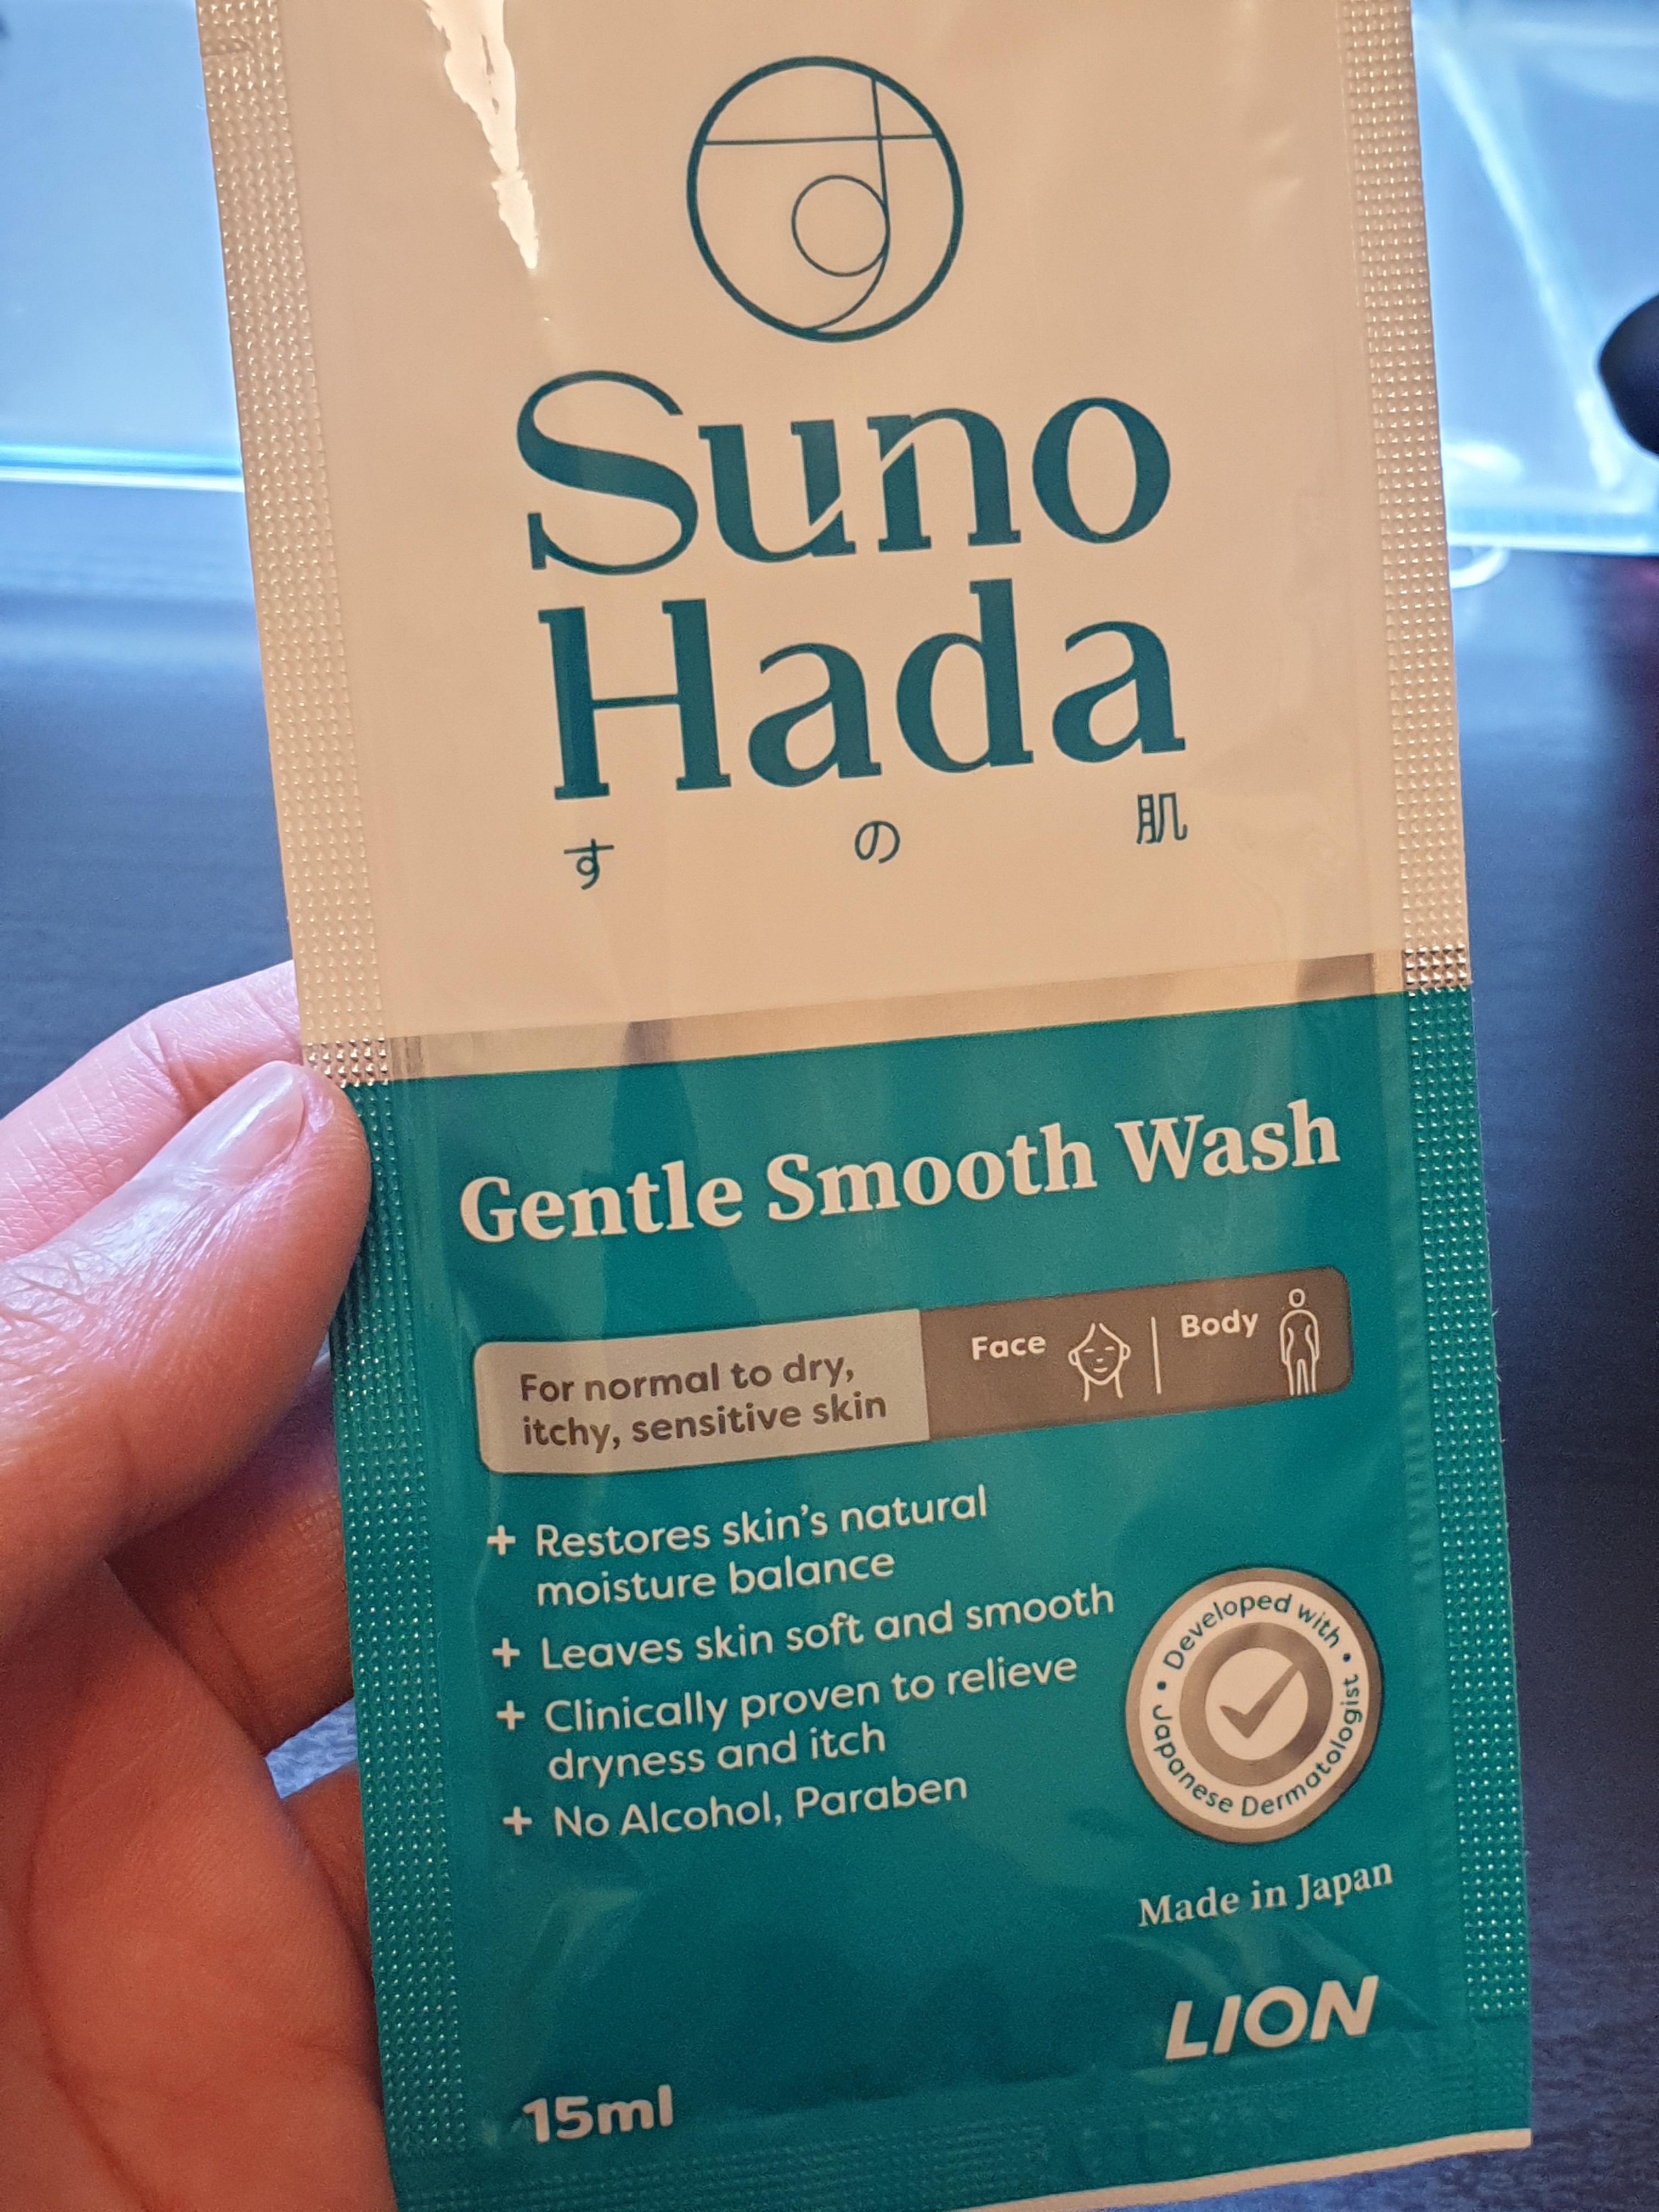 Suno
Hada
すの肌
Gentle Smooth Wash
For normal to dry,
itchy, sensitive skin
Face | Body
+ Restores skin's natural
moisture balance
+ Leaves skin soft and smooth
+ Clinically proven to relieve
dryness and itch
+ No Alcohol, Paraben
• Developed with •
Japanese Dermatologist
Made in Japan
LION
15ml